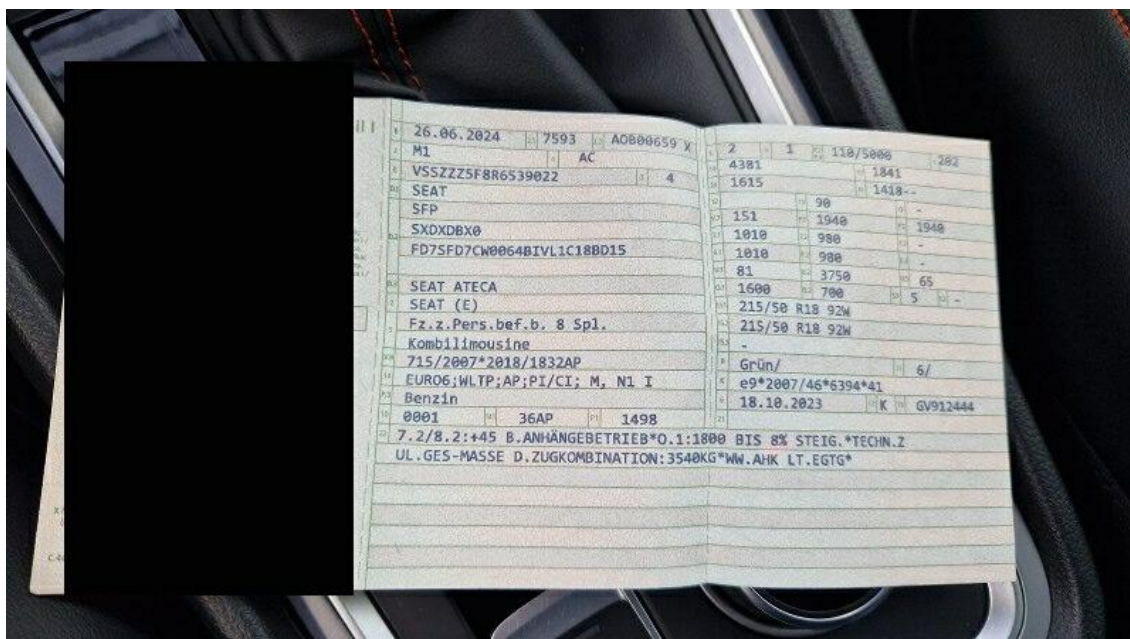 26.06.2024 7593 AOB00659 X
M1 AC
VSSZZZ5F8R6539022 4
SEAT
SFP
SXDXDBX0
FD7SFD7CW0064BIVL1C18BD15
SEAT ATECA
SEAT (E)
Fz.z.Pers.bef.b. 8 Spl.
Kombilimousine
715/2007*2018/1832AP
EURO6;WLTP;AP;PI/CI; M, N1 I
Benzin
0001 36AP 1498
2 1 110/5000 202
4381 1841
1615 1418--
90 -
151 1940 1940
1010 980 -
1010 980 -
81 3750 65
1600 700 5 -
215/50 R18 92W
215/50 R18 92W
-
Grün/ 6/
e9*2007/46*6394*41
18.10.2023 K GV912444
7.2/8.2:+45 B.ANHÄNGEBETRIEB*O.1:1800 BIS 8% STEIG.*TECHN.Z
UL.GES-MASSE D.ZUGKOMBINATION:3540KG*WW.AHK LT.EGTG*